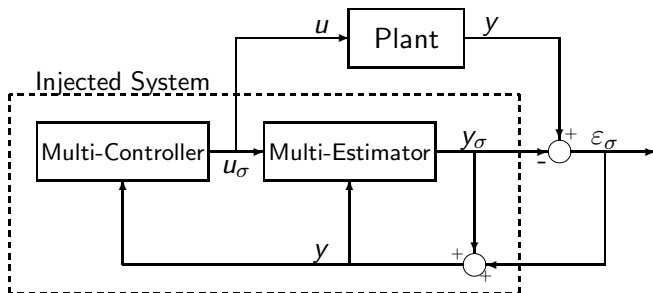 u
Plant
y
Injected System
+
Multi-Controller
u_σ
Multi-Estimator
y_σ
-
ε_σ
y
+
+